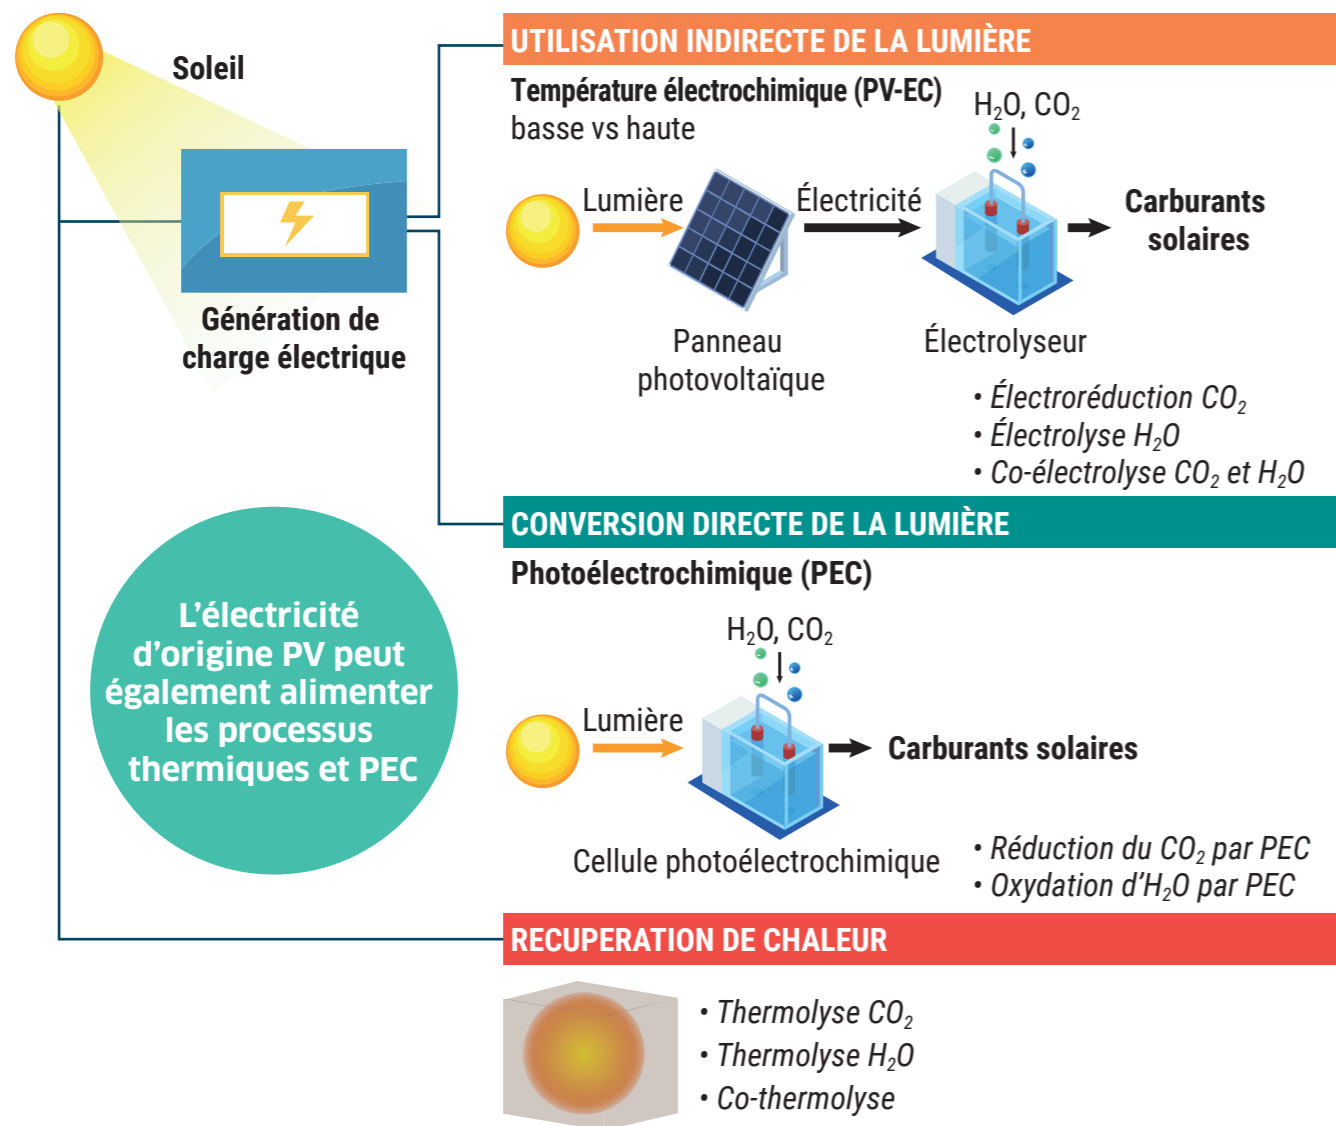 Soleil
Génération de
charge électrique
L'électricité
d'origine PV peut
également alimenter
les processus
thermiques et PEC
UTILISATION INDIRECTE DE LA LUMIÈRE
Température électrochimique (PV-EC)
basse vs haute
H₂O, CO₂
Lumière
Électricité
Carburants
solaires
Panneau
photovoltaïque
Électrolyseur
• Électroréduction CO₂
• Électrolyse H₂O
• Co-électrolyse CO₂ et H₂O
CONVERSION DIRECTE DE LA LUMIÈRE
Photoélectrochimique (PEC)
H₂O, CO₂
Lumière
Carburants solaires
Cellule photoélectrochimique
• Réduction du CO₂ par PEC
• Oxydation d'H₂O par PEC
RECUPERATION DE CHALEUR
• Thermolyse CO₂
• Thermolyse H₂O
• Co-thermolyse